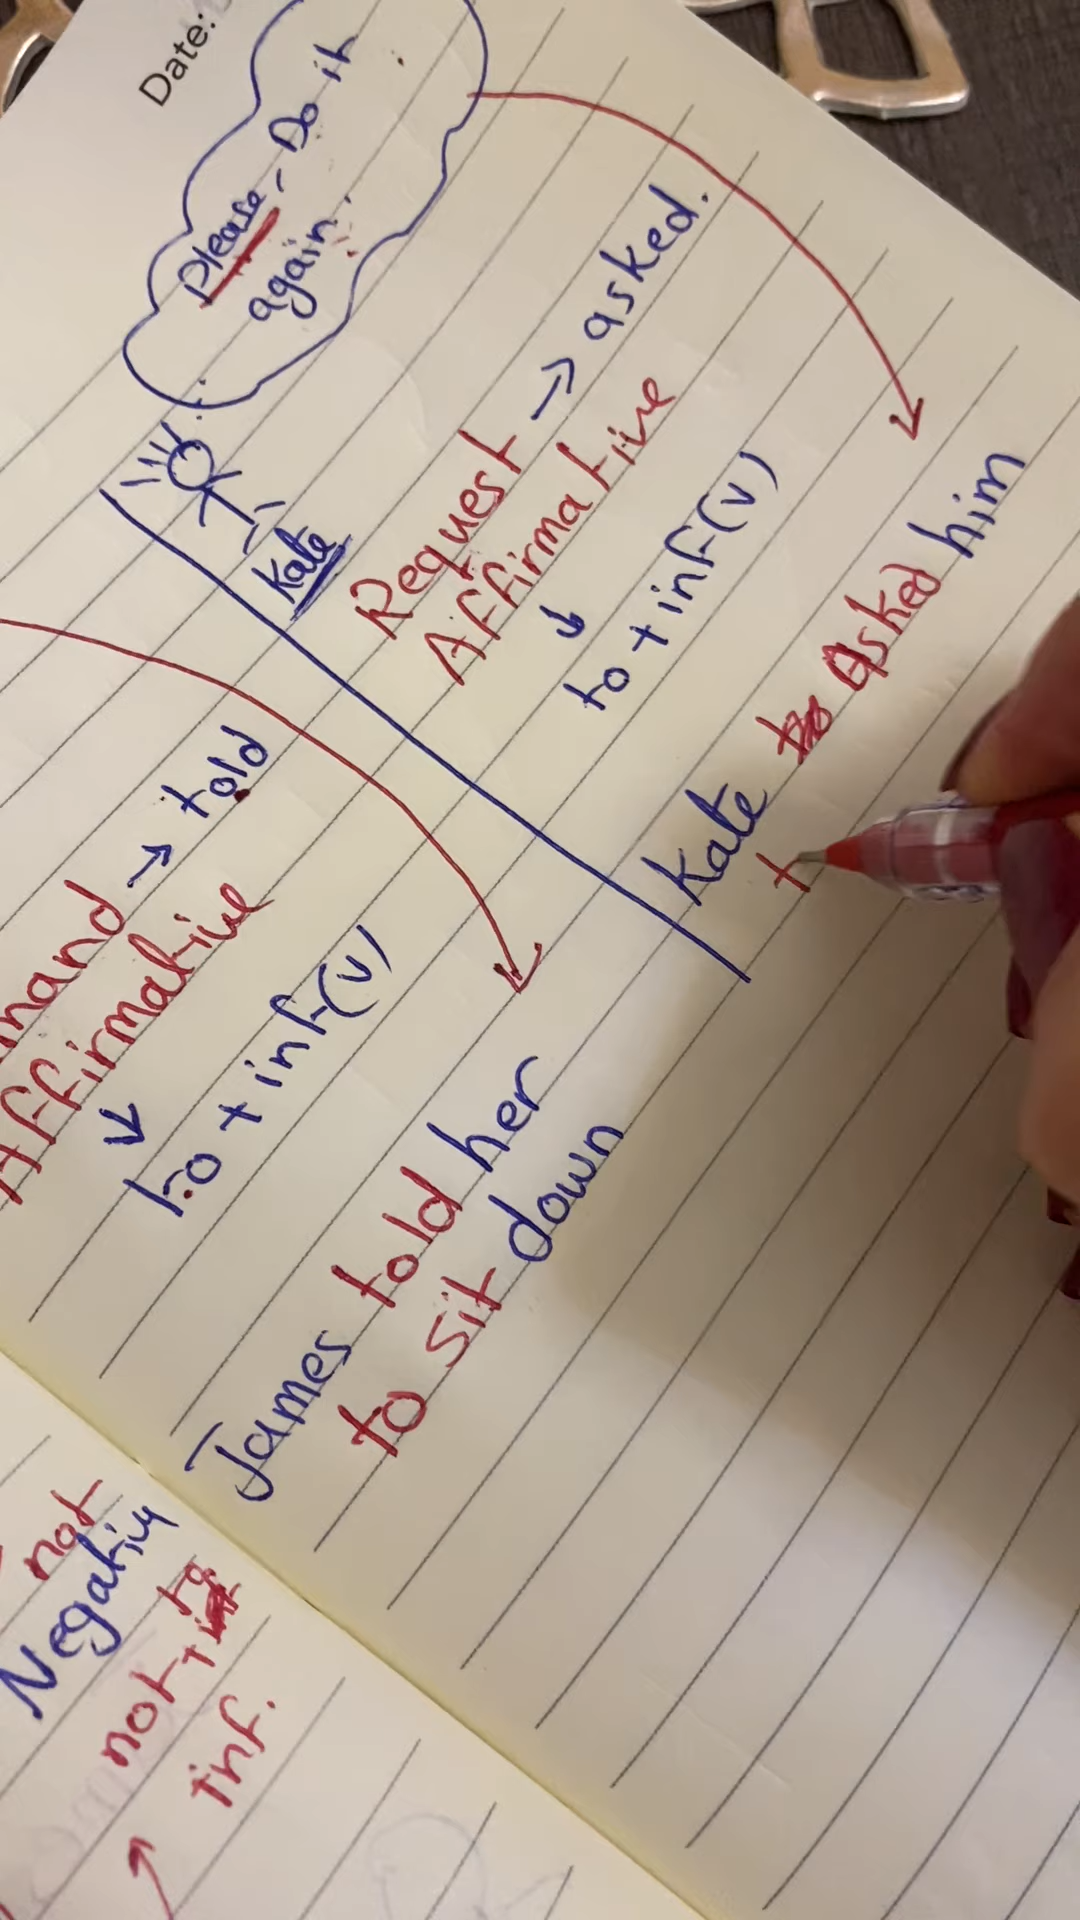 Date:
Please, Do it
again.
Kate
Request → asked.
Affirmative
↓
to + inf(v)
Kate Asked him
t
→ told
Affirmative
↓
to + inf(v)
James told her
to sit down
not
Negativ
not + to
inf.